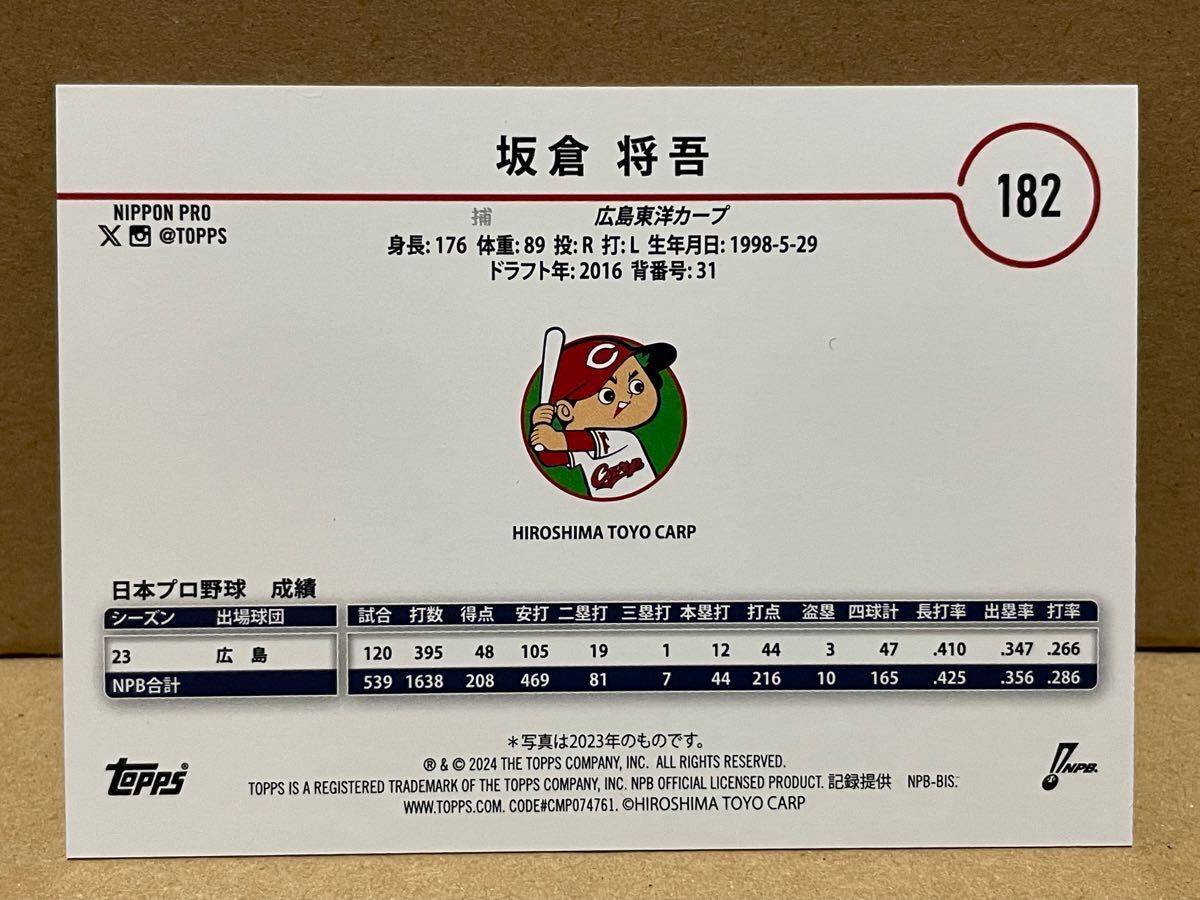 坂倉 将吾
182
NIPPON PRO
@TOPPS
捕 広島東洋カープ
身長: 176 体重: 89 投: R 打: L 生年月日: 1998-5-29
ドラフト年: 2016 背番号: 31
C
Carp
HIROSHIMA TOYO CARP
日本プロ野球 成績
シーズン 出場球団 試合 打数 得点 安打 二塁打 三塁打 本塁打 打点 盗塁 四球計 長打率 出塁率 打率
23 広 島 120 395 48 105 19 1 12 44 3 47 .410 .347 .266
NPB合計 539 1638 208 469 81 7 44 216 10 165 .425 .356 .286
＊写真は2023年のものです。
® & © 2024 THE TOPPS COMPANY, INC. ALL RIGHTS RESERVED.
TOPPS IS A REGISTERED TRADEMARK OF THE TOPPS COMPANY, INC. NPB OFFICIAL LICENSED PRODUCT. 記録提供 NPB-BIS.
WWW.TOPPS.COM. CODE#CMP074761. ©HIROSHIMA TOYO CARP
TOPPS®
NPB.